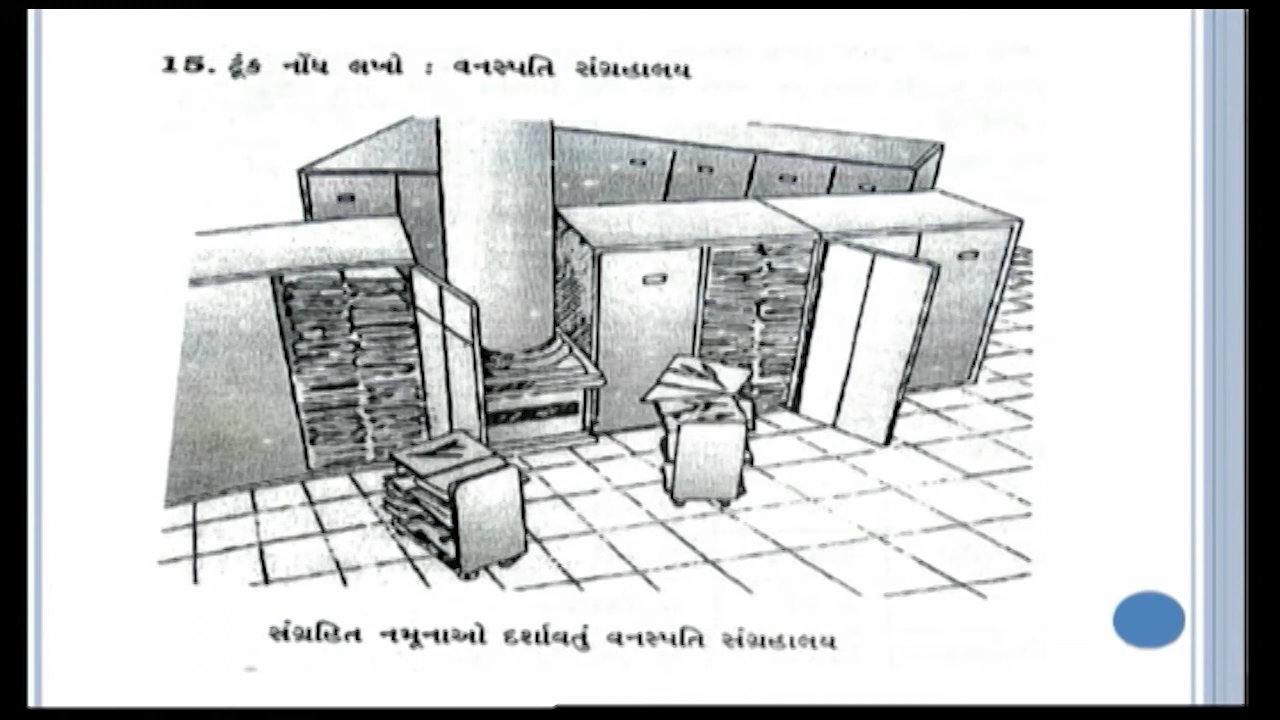 15. ટૂંક નોંધ લખો : વનસ્પતિ સંગ્રહાલય
સંગ્રહિત નમૂનાઓ દર્શાવતું વનસ્પતિ સંગ્રહાલય